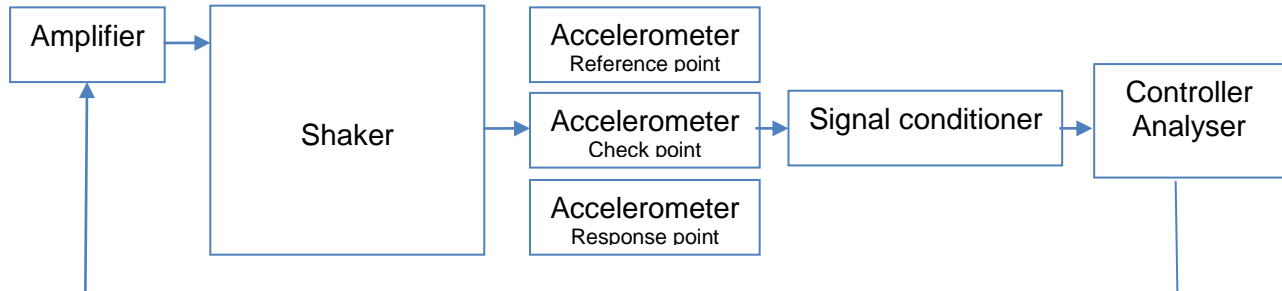 Amplifier
Shaker
Accelerometer
Reference point
Accelerometer
Check point
Accelerometer
Response point
Signal conditioner
Controller
Analyser